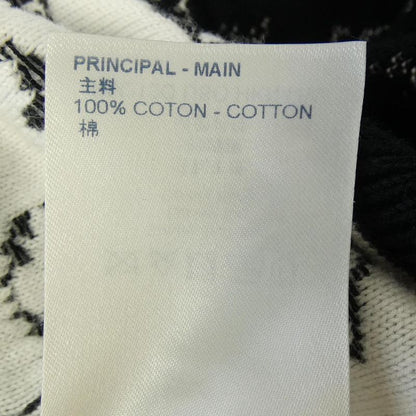 PRINCIPAL - MAIN
主料
100% COTON - COTTON
棉